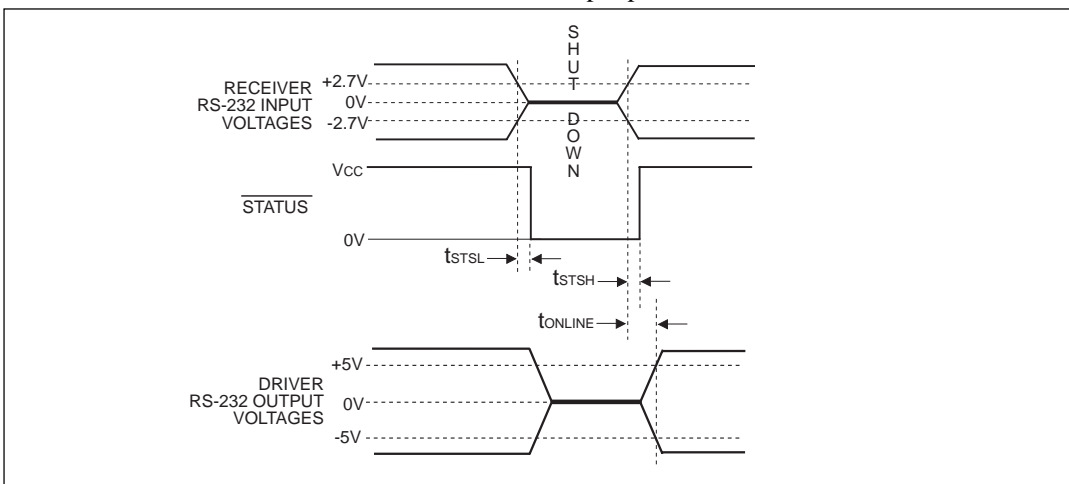 S
H
U
T
D
O
W
N
RECEIVER
RS-232 INPUT
VOLTAGES
+2.7V
0V
-2.7V
VCC
STATUS
0V
tSTSL
tSTSH
tONLINE
DRIVER
RS-232 OUTPUT
VOLTAGES
+5V
0V
-5V